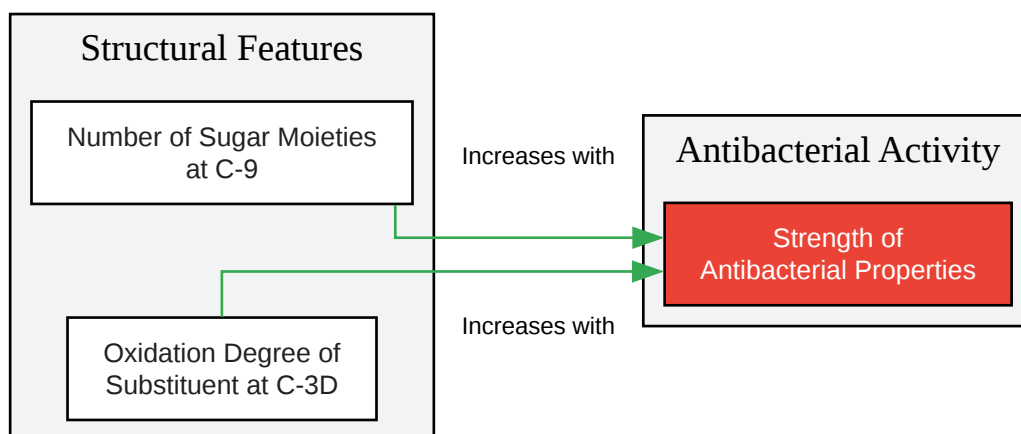 Structural Features
Number of Sugar Moieties
at C-9
Oxidation Degree of
Substituent at C-3D
Increases with
Increases with
Antibacterial Activity
Strength of
Antibacterial Properties